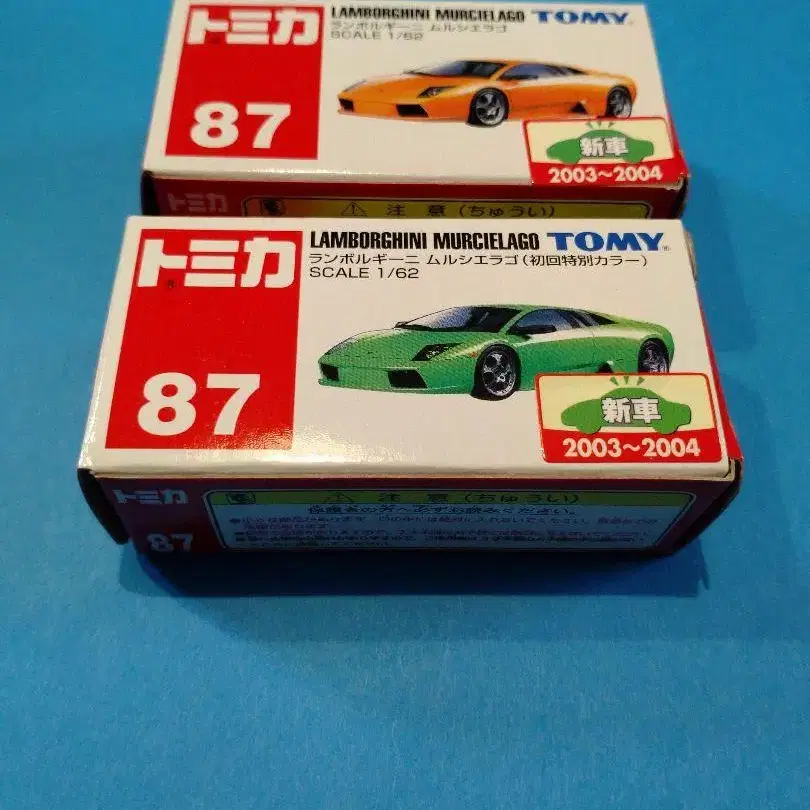 トミカ
87
LAMBORGHINI MURCIELAGO TOMY
ランボルギーニ ムルシエラゴ
SCALE 1/62
新車
2003〜2004
トミカ
注 意 (ちゅうい)
トミカ
87
LAMBORGHINI MURCIELAGO TOMY®
ランボルギーニ ムルシエラゴ(初回特別カラー)
SCALE 1/62
新車
2003〜2004
トミカ
87
注 意 (ちゅうい)
保護者の方へ必ずお読みください。